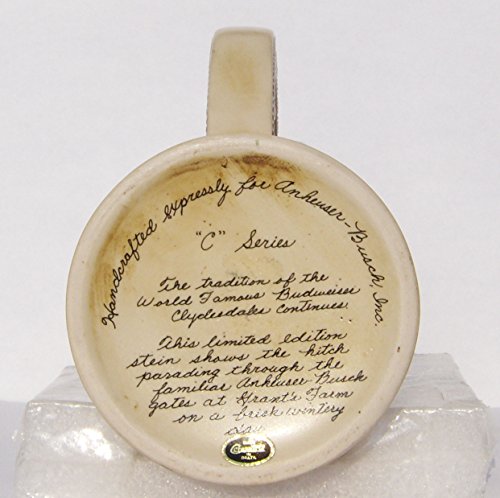 Handcrafted expressly for Anheuser-Busch, Inc.
"C" Series
The tradition of the
World Famous Budweiser
Clydesdales continues.
This limited edition
stein shows the hitch
parading through the
familiar Anheuser Busch
gates at Grant's Farm
on a brisk wintery
day